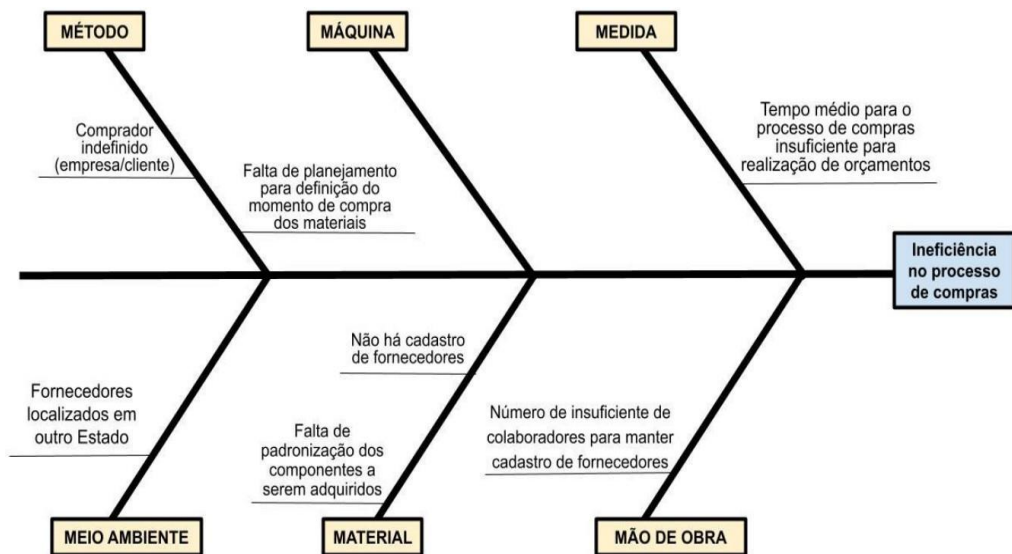 MÉTODO
MÁQUINA
MEDIDA
Comprador
indefinido
(empresa/cliente)
Falta de planejamento
para definição do
momento de compra
dos materiais
Tempo médio para o
processo de compras
insuficiente para
realização de orçamentos
Ineficiência
no processo
de compras
Fornecedores
localizados em
outro Estado
Não há cadastro
de fornecedores
Falta de
padronização dos
componentes a
serem adquiridos
Número de insuficiente de
colaboradores para manter
cadastro de fornecedores
MEIO AMBIENTE
MATERIAL
MÃO DE OBRA